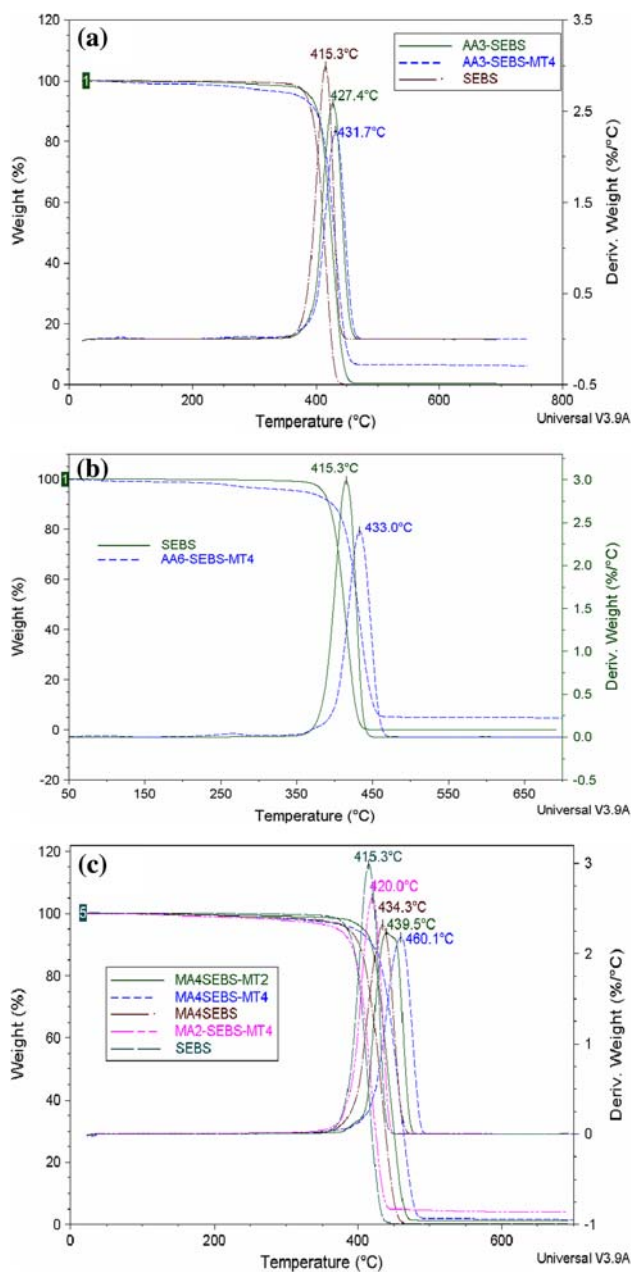 (a)
120
100
80
60
40
20
0
Weight (%)
3.5
2.5
1.5
0.5
-0.5
Deriv. Weight (%/°C)
1
415.3°C
427.4°C
431.7°C
AA3-SEBS
AA3-SEBS-MT4
SEBS
0
200
400
600
800
Temperature (°C)
Universal V3.9A
(b)
100
80
60
40
20
0
-20
Weight (%)
3.0
2.5
2.0
1.5
1.0
0.5
0.0
-0.5
Deriv. Weight (%/°C)
1
415.3°C
433.0°C
SEBS
AA6-SEBS-MT4
50
150
250
350
450
550
650
Temperature (°C)
Universal V3.9A
(c)
120
100
80
60
40
20
0
Weight (%)
3
2
1
0
-1
Deriv. Weight (%/°C)
5
415.3°C
420.0°C
434.3°C
439.5°C
460.1°C
MA4SEBS-MT2
MA4SEBS-MT4
MA4SEBS
MA2-SEBS-MT4
SEBS
0
200
400
600
Temperature (°C)
Universal V3.9A